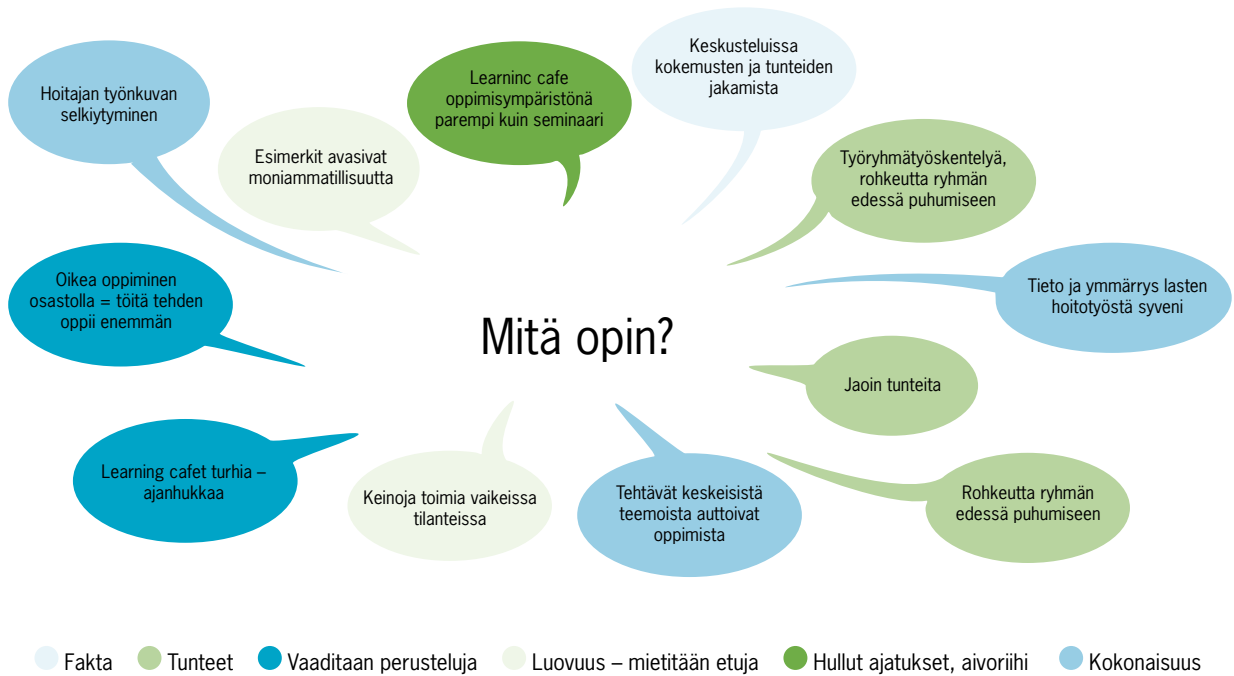 Keskusteluissa
kokemusten ja tunteiden
jakamista
Learninc cafe
oppimisympäristönä
parempi kuin seminaari
Hoitajan työnkuvan
selkiytyminen
Esimerkit avasivat
moniammatillisuutta
Työryhmätyöskentelyä,
rohkeutta ryhmän
edessä puhumiseen
Oikea oppiminen
osastolla = töitä tehden
oppii enemmän
Tieto ja ymmärrys lasten
hoitotyöstä syveni
Mitä opin?
Jaoin tunteita
Learning cafet turhia –
ajanhukkaa
Keinoja toimia vaikeissa
tilanteissa
Tehtävät keskeisistä
teemoista auttoivat
oppimista
Rohkeutta ryhmän
edessä puhumiseen
Fakta Tunteet Vaaditaan perusteluja Luovuus – mietitään etuja Hullut ajatukset, aivoriihi Kokonaisuus